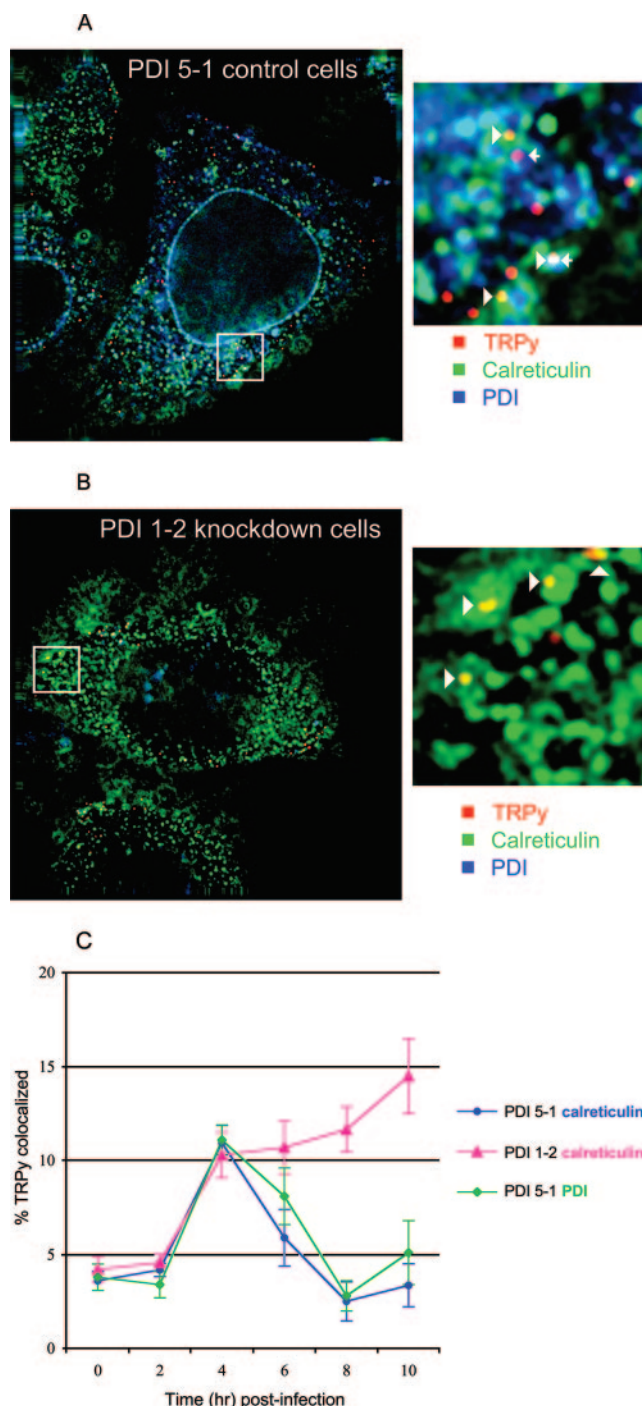 A
PDI 5-1 control cells
TRPy
Calreticulin
PDI
B
PDI 1-2 knockdown cells
TRPy
Calreticulin
PDI
C
20
15
10
5
0
% TRPy colocalized
0 2 4 6 8 10
Time (hr) post-infection
PDI 5-1 calreticulin
PDI 1-2 calreticulin
PDI 5-1 PDI